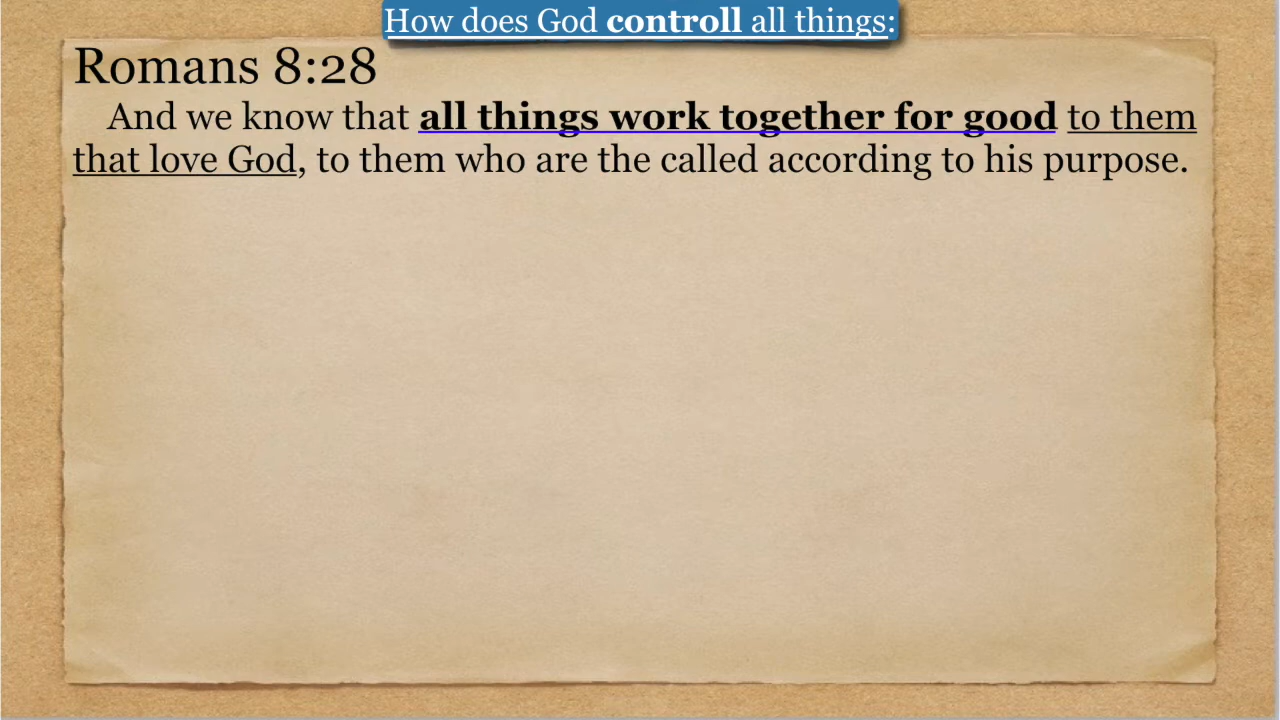 How does God controll all things:
Romans 8:28
And we know that all things work together for good to them
that love God, to them who are the called according to his purpose.